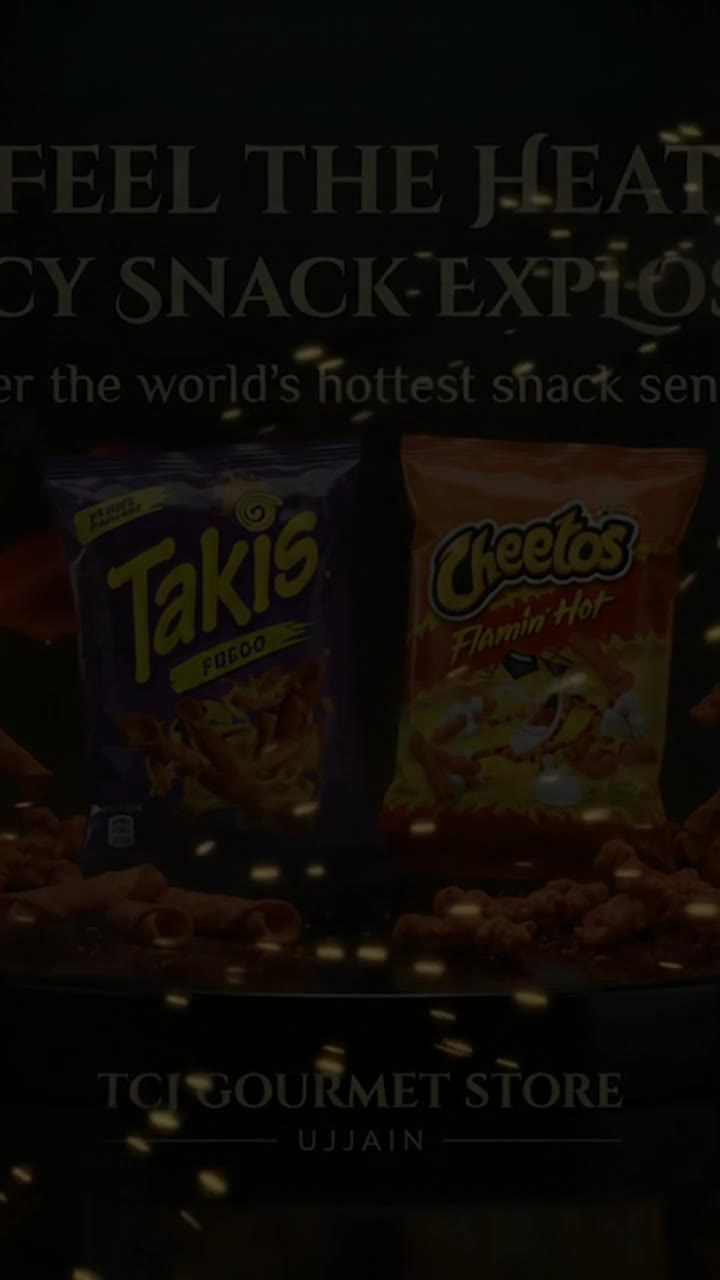 FEEL THE HEAT
CY SNACK EXPLOS
er the world's hottest snack sen
Takis
FUEGO
Cheetos
Flamin' Hot
TCJ GOURMET STORE
UJJAIN